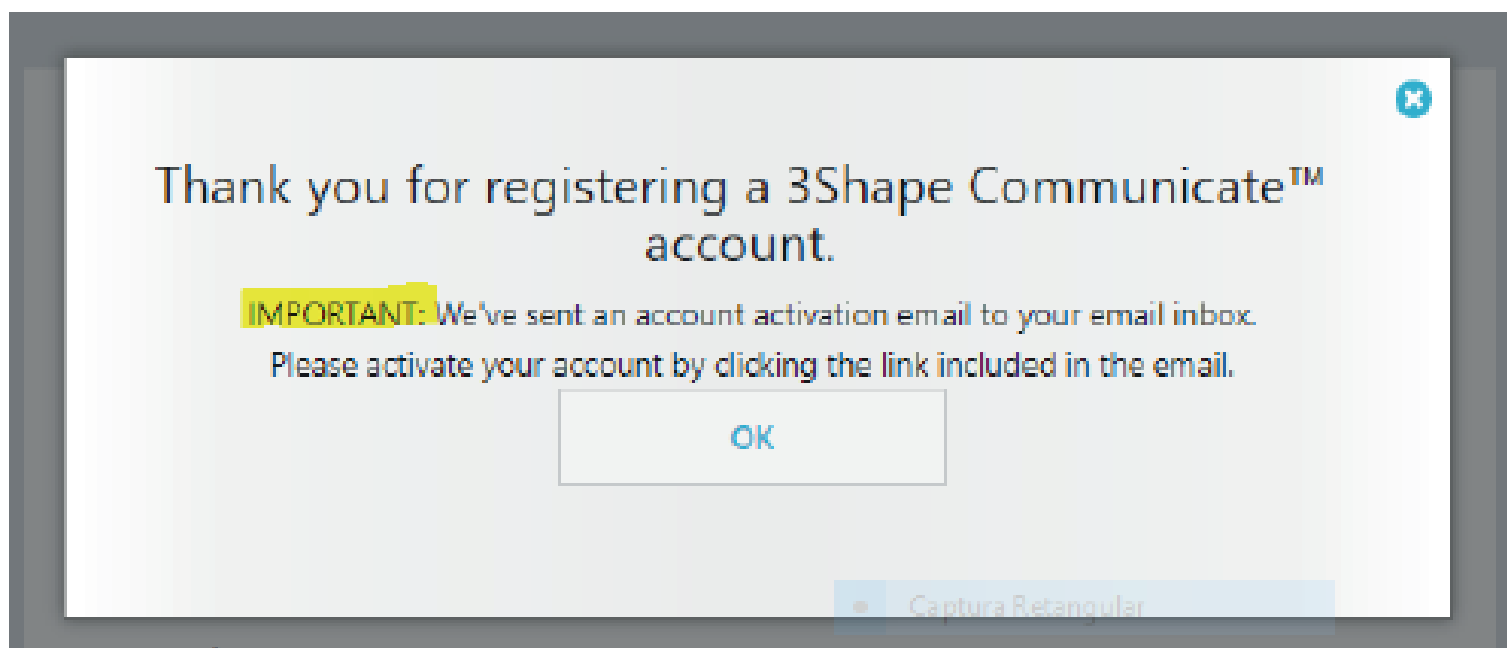 Thank you for registering a 3Shape Communicate™
account.
IMPORTANT: We've sent an account activation email to your email inbox.
Please activate your account by clicking the link included in the email.
OK
Captura Retangular